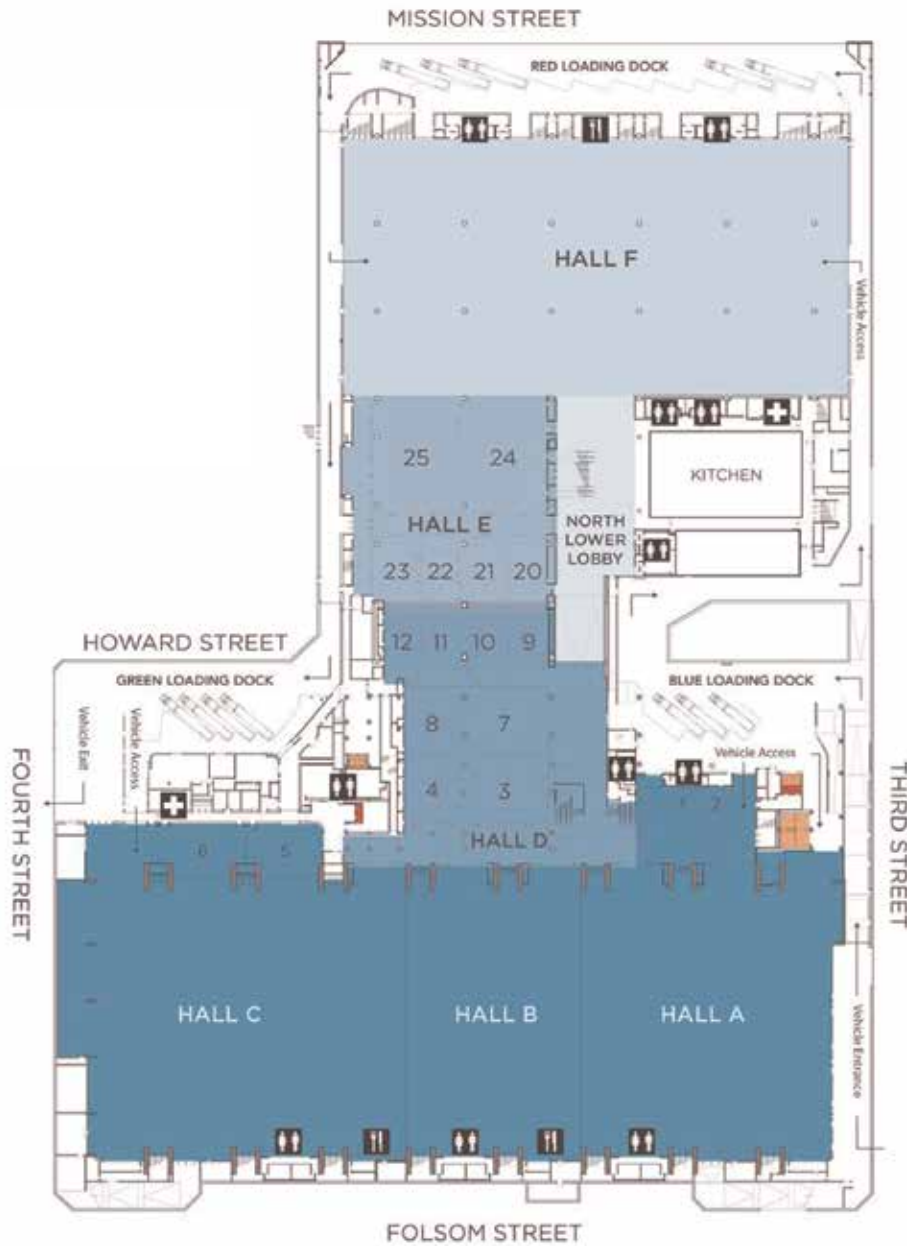 MISSION STREET
RED LOADING DOCK
HALL F
Vehicle Access
25
24
KITCHEN
HALL E
NORTH
LOWER
LOBBY
23
22
21
20
HOWARD STREET
12
11
10
9
GREEN LOADING DOCK
BLUE LOADING DOCK
Vehicle Exit
Vehicle Access
8
7
Vehicle Access
FOURTH STREET
THIRD STREET
4
3
1
2
HALL D
6
5
HALL C
HALL B
HALL A
Vehicle Entrance
FOLSOM STREET